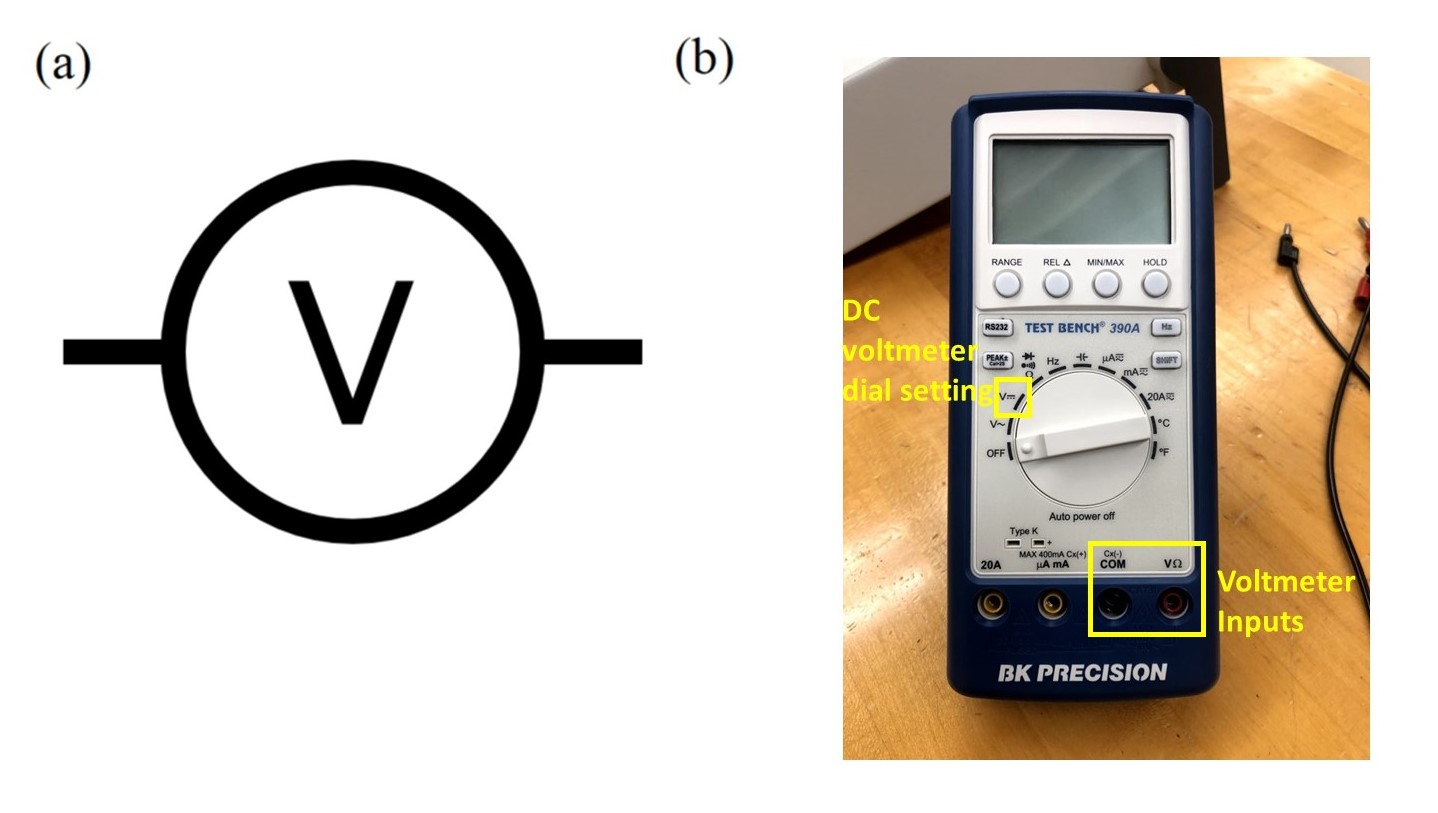 (a)
(b)
V
RANGE REL Δ MIN/MAX HOLD
RS232 TEST BENCH® 390A Hz
PEAK±
Cal=2S
SHIFT
DC
voltmeter
dial setting
Ω
Hz
µA
mA
V
20A
V~
°C
OFF
°F
Auto power off
Type K
+
MAX 400mA Cx(+) Cx(-)
20A µA mA COM VΩ
Voltmeter
Inputs
BK PRECISION